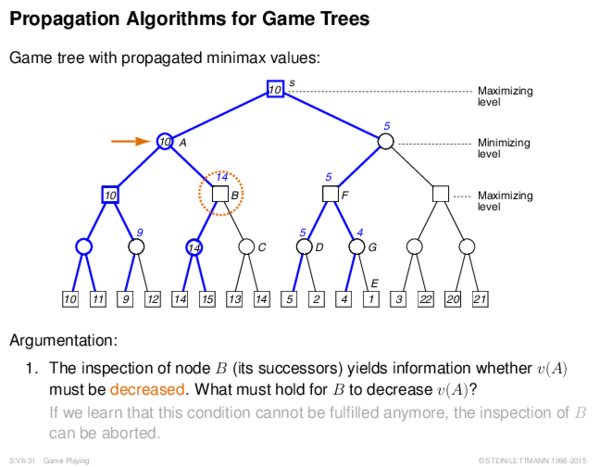 Propagation Algorithms for Game Trees
Game tree with propagated minimax values:
10 s Maximizing
level
5
10 A Minimizing
level
14 5
10 B F Maximizing
level
9 5 4
14 C D G
E
10 11 9 12 14 15 13 14 5 2 4 1 3 22 20 21
Argumentation:
1. The inspection of node B (its successors) yields information whether v(A)
must be decreased. What must hold for B to decrease v(A)?
If we learn that this condition cannot be fulfilled anymore, the inspection of B
can be aborted.
S:VII-31 Game Playing ©STEIN/LETTMANN 1998-2015